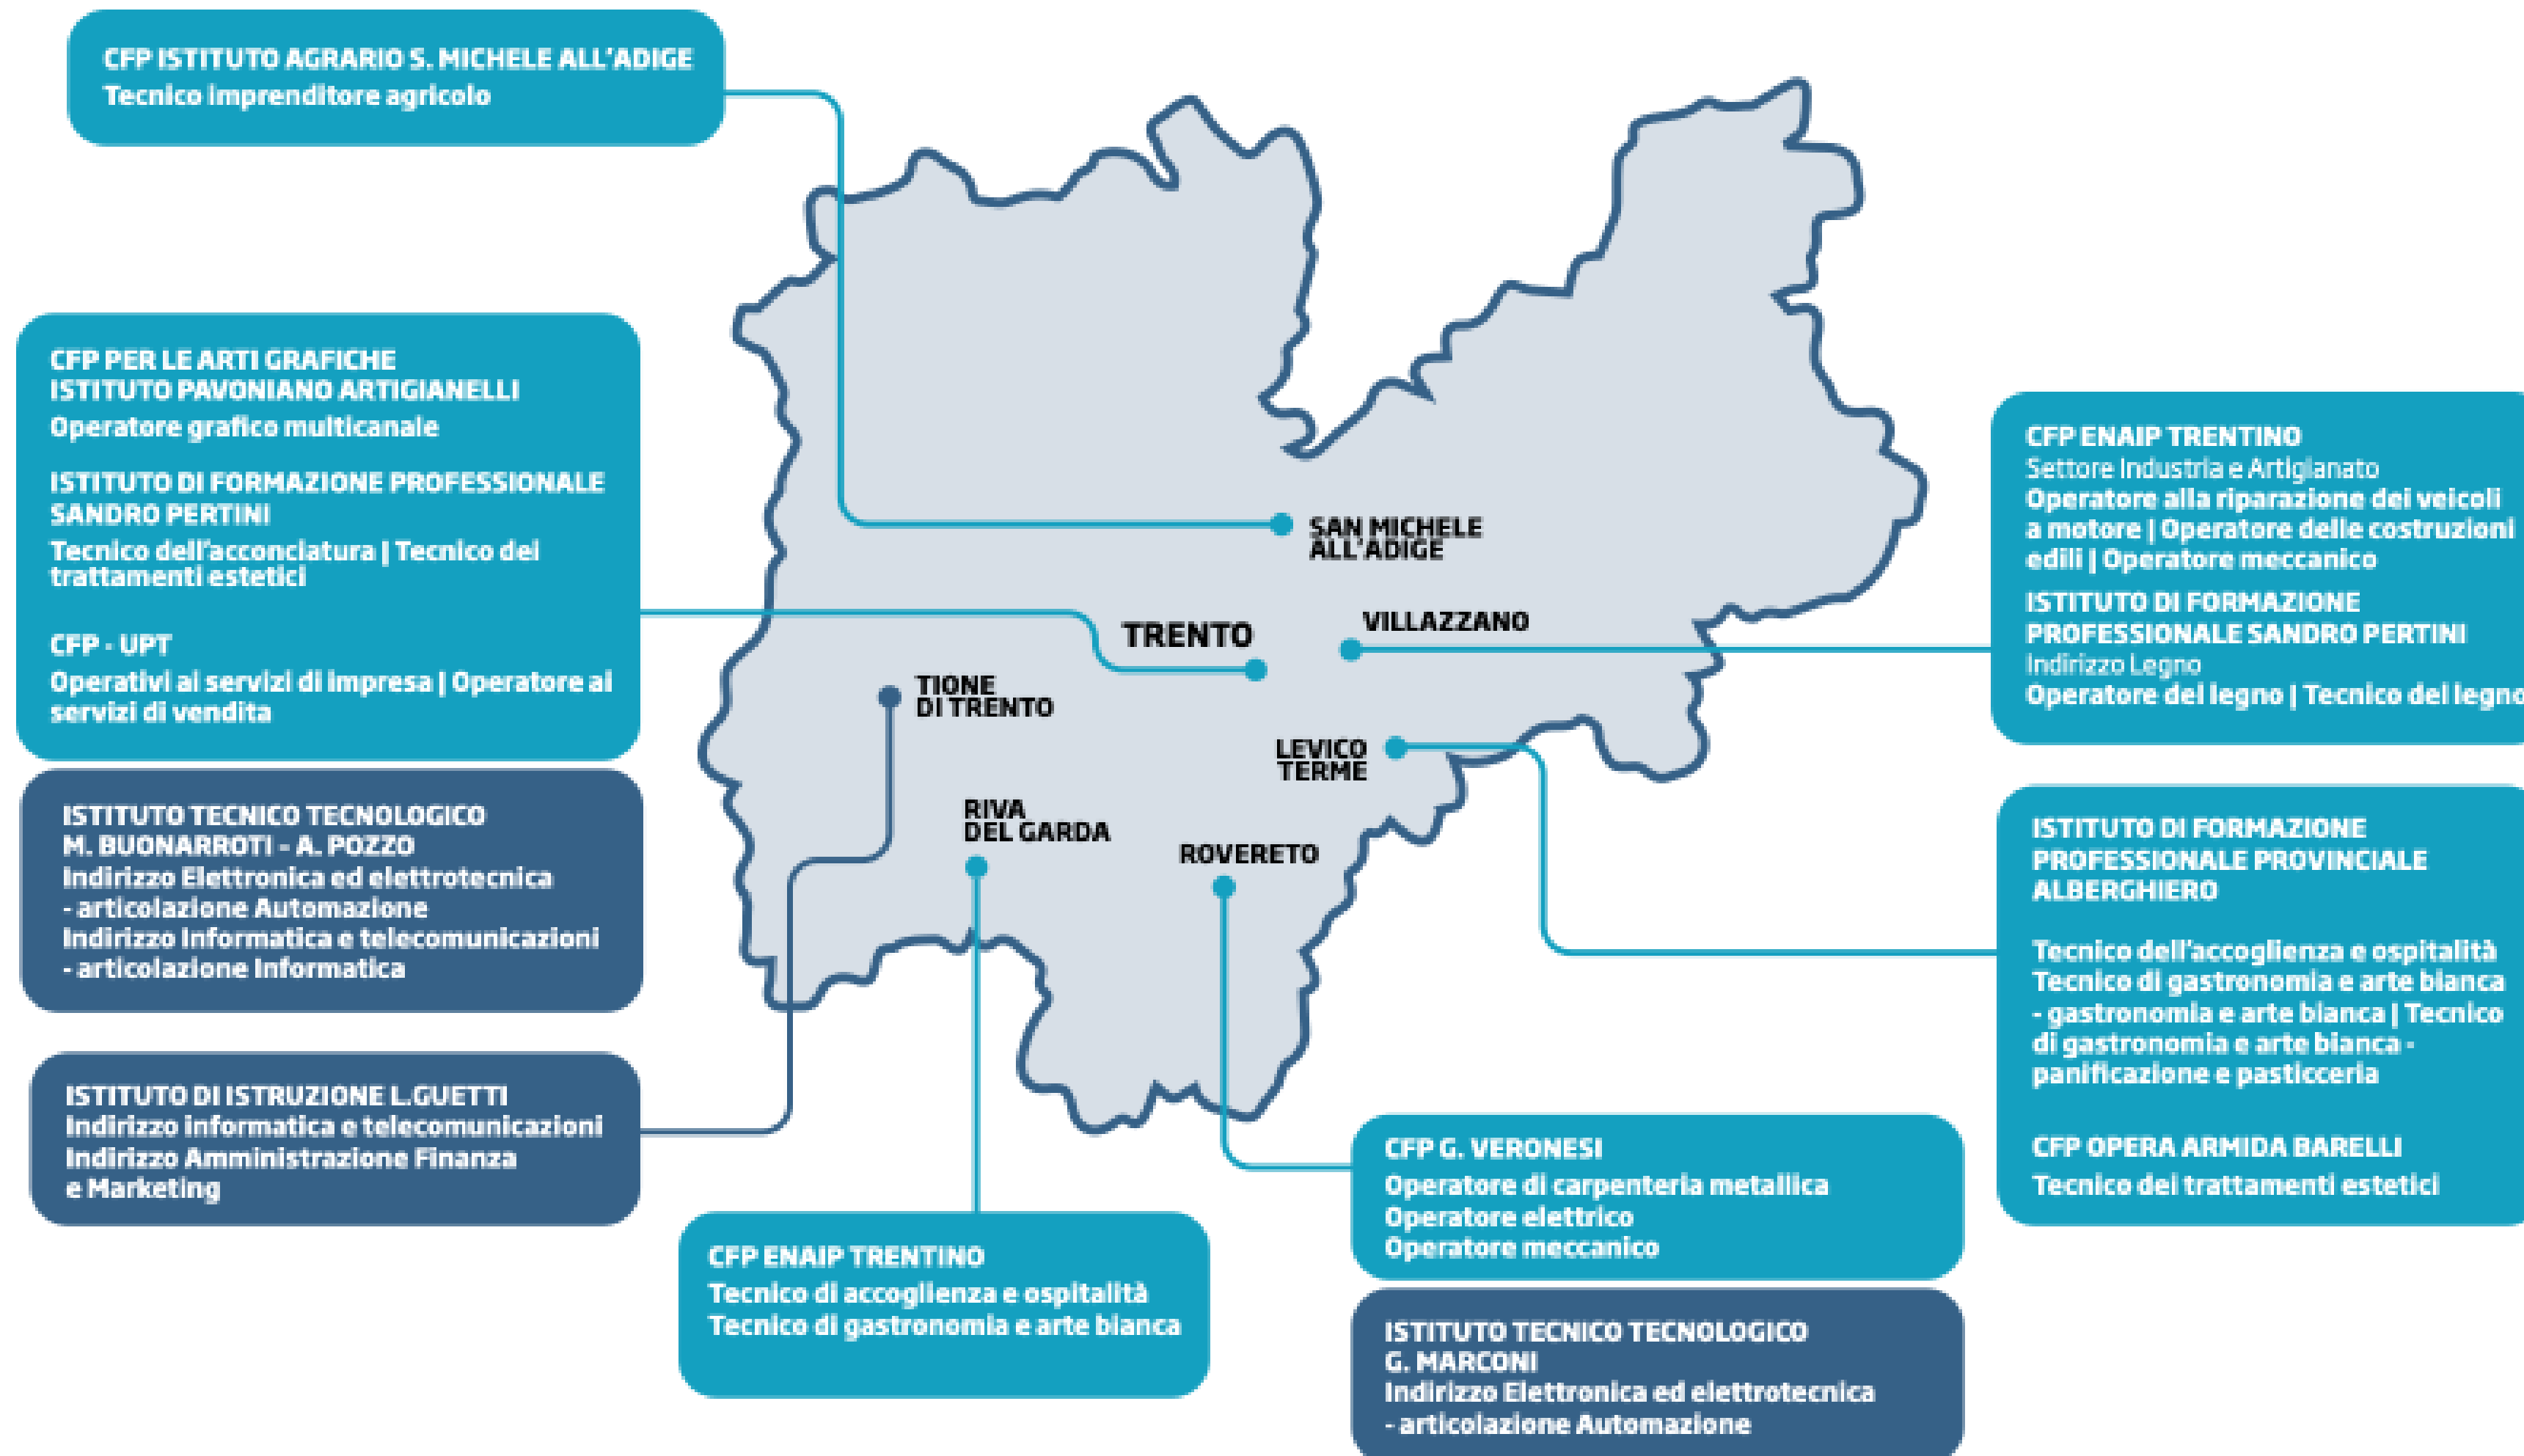 CFP ISTITUTO AGRARIO S. MICHELE ALL'ADIGE
Tecnico imprenditore agricolo
CFP PER LE ARTI GRAFICHE
ISTITUTO PAVONIANO ARTIGIANELLI
Operatore grafico multicanale
ISTITUTO DI FORMAZIONE PROFESSIONALE
SANDRO PERTINI
Tecnico dell'acconciatura | Tecnico dei
trattamenti estetici
CFP - UPT
Operativi ai servizi di impresa | Operatore ai
servizi di vendita
ISTITUTO TECNICO TECNOLOGICO
M. BUONARROTI - A. POZZO
Indirizzo Elettronica ed elettrotecnica
- articolazione Automazione
Indirizzo Informatica e telecomunicazioni
- articolazione Informatica
ISTITUTO DI ISTRUZIONE L.GUETTI
Indirizzo informatica e telecomunicazioni
Indirizzo Amministrazione Finanza
e Marketing
SAN MICHELE
ALL'ADIGE
VILLAZZANO
TRENTO
TIONE
DI TRENTO
LEVICO
TERME
RIVA
DEL GARDA
ROVERETO
CFP ENAIP TRENTINO
Settore Industria e Artigianato
Operatore alla riparazione dei veicoli
a motore | Operatore delle costruzioni
edili | Operatore meccanico
ISTITUTO DI FORMAZIONE
PROFESSIONALE SANDRO PERTINI
Indirizzo Legno
Operatore del legno | Tecnico del legno
ISTITUTO DI FORMAZIONE
PROFESSIONALE PROVINCIALE
ALBERGHIERO
Tecnico dell'accoglienza e ospitalità
Tecnico di gastronomia e arte bianca
- gastronomia e arte bianca | Tecnico
di gastronomia e arte bianca -
panificazione e pasticceria
CFP OPERA ARMIDA BARELLI
Tecnico dei trattamenti estetici
CFP ENAIP TRENTINO
Tecnico di accoglienza e ospitalità
Tecnico di gastronomia e arte bianca
CFP G. VERONESI
Operatore di carpenteria metallica
Operatore elettrico
Operatore meccanico
ISTITUTO TECNICO TECNOLOGICO
G. MARCONI
Indirizzo Elettronica ed elettrotecnica
- articolazione Automazione